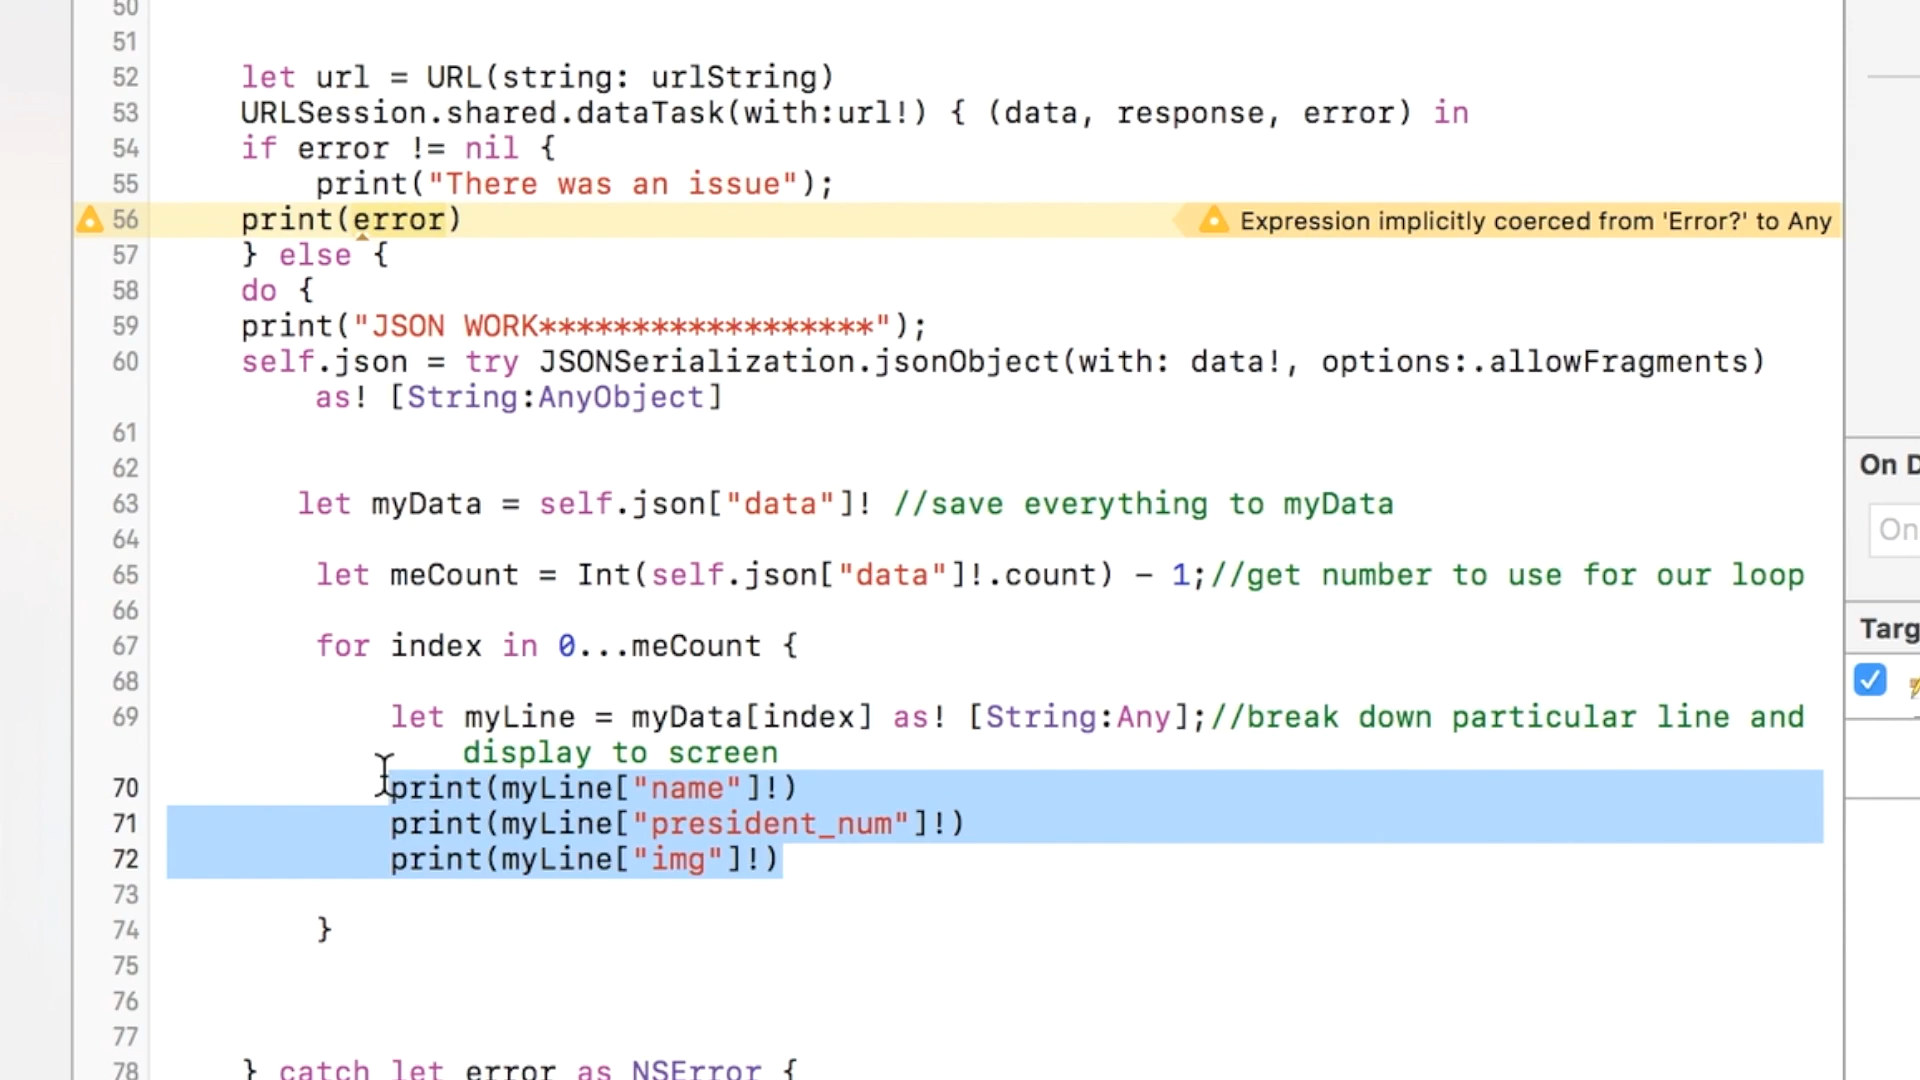 50
51
52 let url = URL(string: urlString)
53 URLSession.shared.dataTask(with:url!) { (data, response, error) in
54 if error != nil {
55 print("There was an issue");
56 print(error) Expression implicitly coerced from 'Error?' to Any
57 } else {
58 do {
59 print("JSON WORK******************");
60 self.json = try JSONSerialization.jsonObject(with: data!, options:.allowFragments)
as! [String:AnyObject]
61
62
63 let myData = self.json["data"]! //save everything to myData
64
65 let meCount = Int(self.json["data"]!.count) - 1;//get number to use for our loop
66
67 for index in 0...meCount {
68
69 let myLine = myData[index] as! [String:Any];//break down particular line and
display to screen
70 print(myLine["name"]!)
71 print(myLine["president_num"]!)
72 print(myLine["img"]!)
73
74 }
75
76
77
78 } catch let error as NSError {
On D
On
Targ